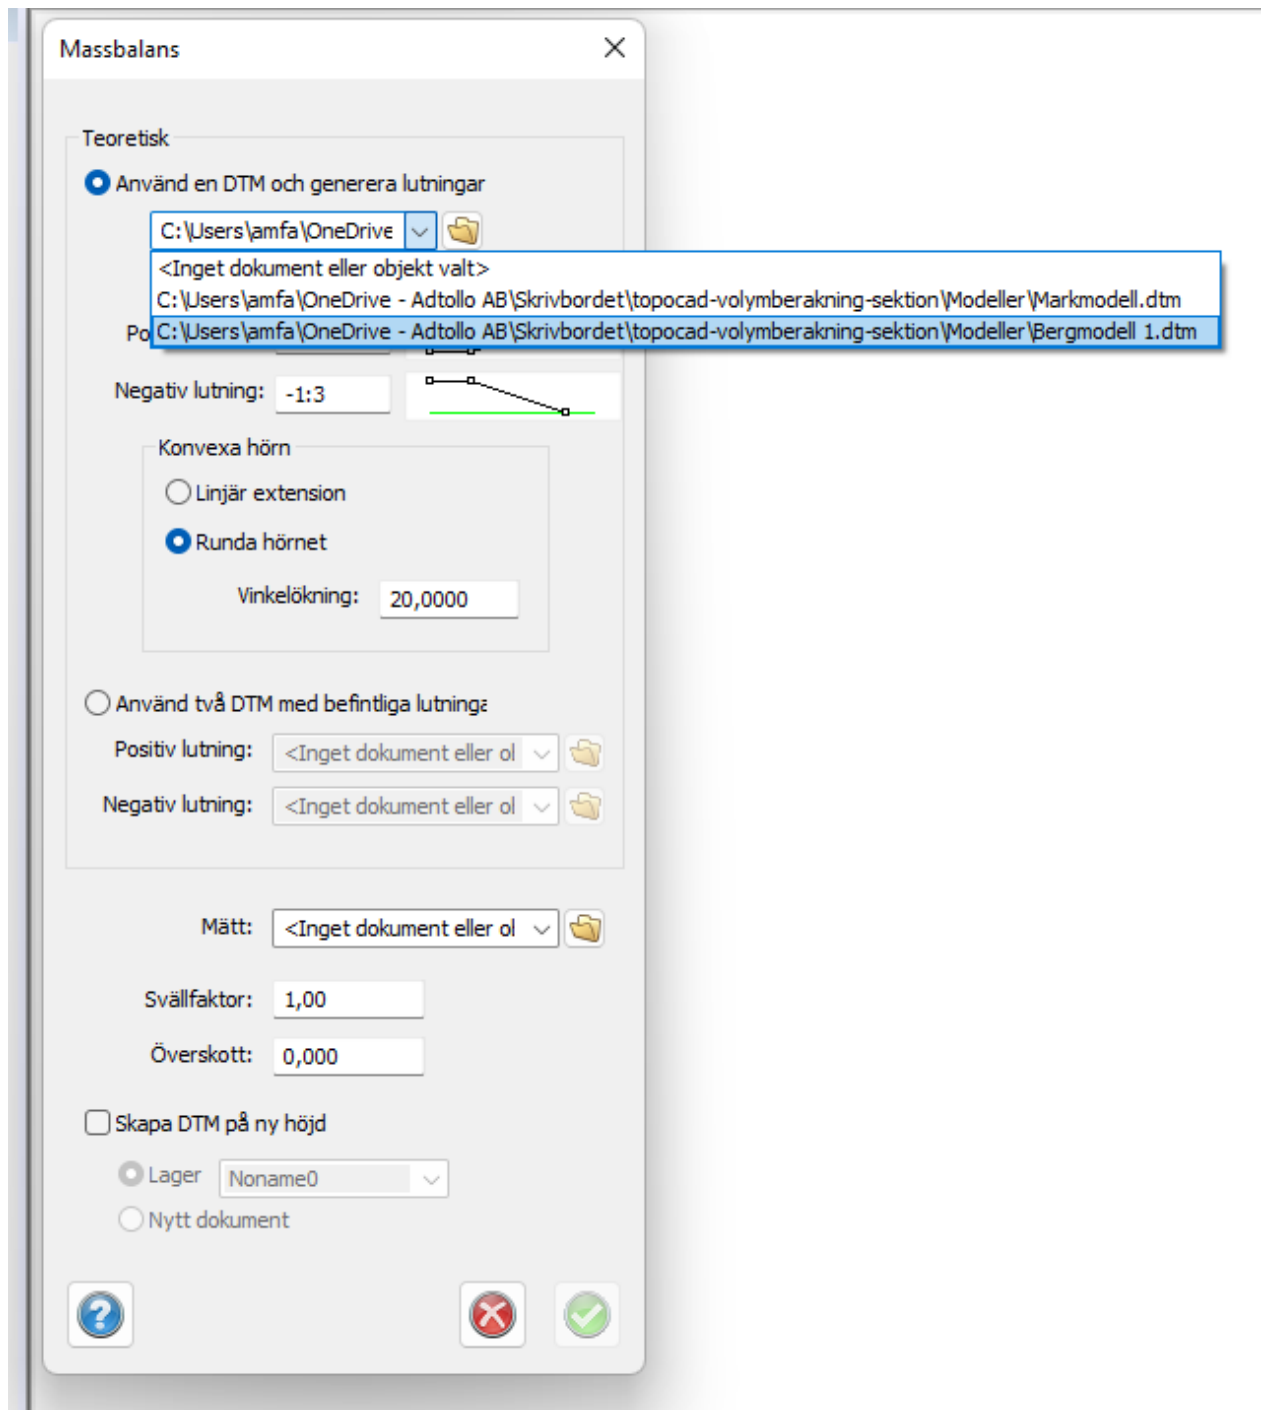 Massbalans
Teoretisk
Använd en DTM och generera lutningar
C:\Users\amfa\OneDrive
<Inget dokument eller objekt valt>
C:\Users\amfa\OneDrive - Adtollo AB\Skrivbordet\topocad-volymberakning-sektion\Modeller\Markmodell.dtm
C:\Users\amfa\OneDrive - Adtollo AB\Skrivbordet\topocad-volymberakning-sektion\Modeller\Bergmodell 1.dtm
Po
Negativ lutning: -1:3
Konvexa hörn
Linjär extension
Runda hörnet
Vinkelökning: 20,0000
Använd två DTM med befintliga lutninga
Positiv lutning: <Inget dokument eller ol
Negativ lutning: <Inget dokument eller ol
Mätt: <Inget dokument eller ol
Svällfaktor: 1,00
Överskott: 0,000
Skapa DTM på ny höjd
Lager Noname0
Nytt dokument